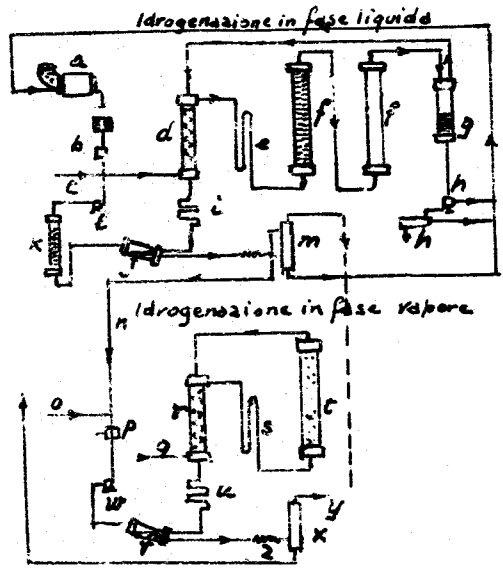 Idrogenazione in fase liquida
a
b
c
d
e
f
f
g
h
h
i
l
x
m
Idrogenazione in fase vapore
n
o
p
q
s
t
u
w
x
y
z